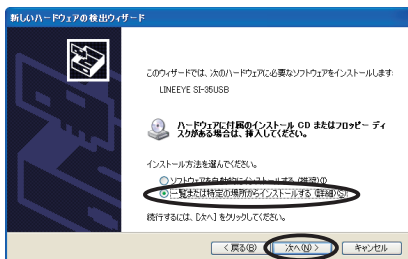 新しいハードウェアの検出ウィザード
このウィザードでは、次のハードウェアに必要なソフトウェアをインストールします:
LINEEYE SI-35USB
ハードウェアに付属のインストール CD またはフロッピー ディ
スクがある場合は、挿入してください。
インストール方法を選んでください。
ソフトウェアを自動的にインストールする (推奨)(I)
一覧または特定の場所からインストールする (詳細)(S)
続行するには、[次へ] をクリックしてください。
< 戻る(B) 次へ(N) > キャンセル